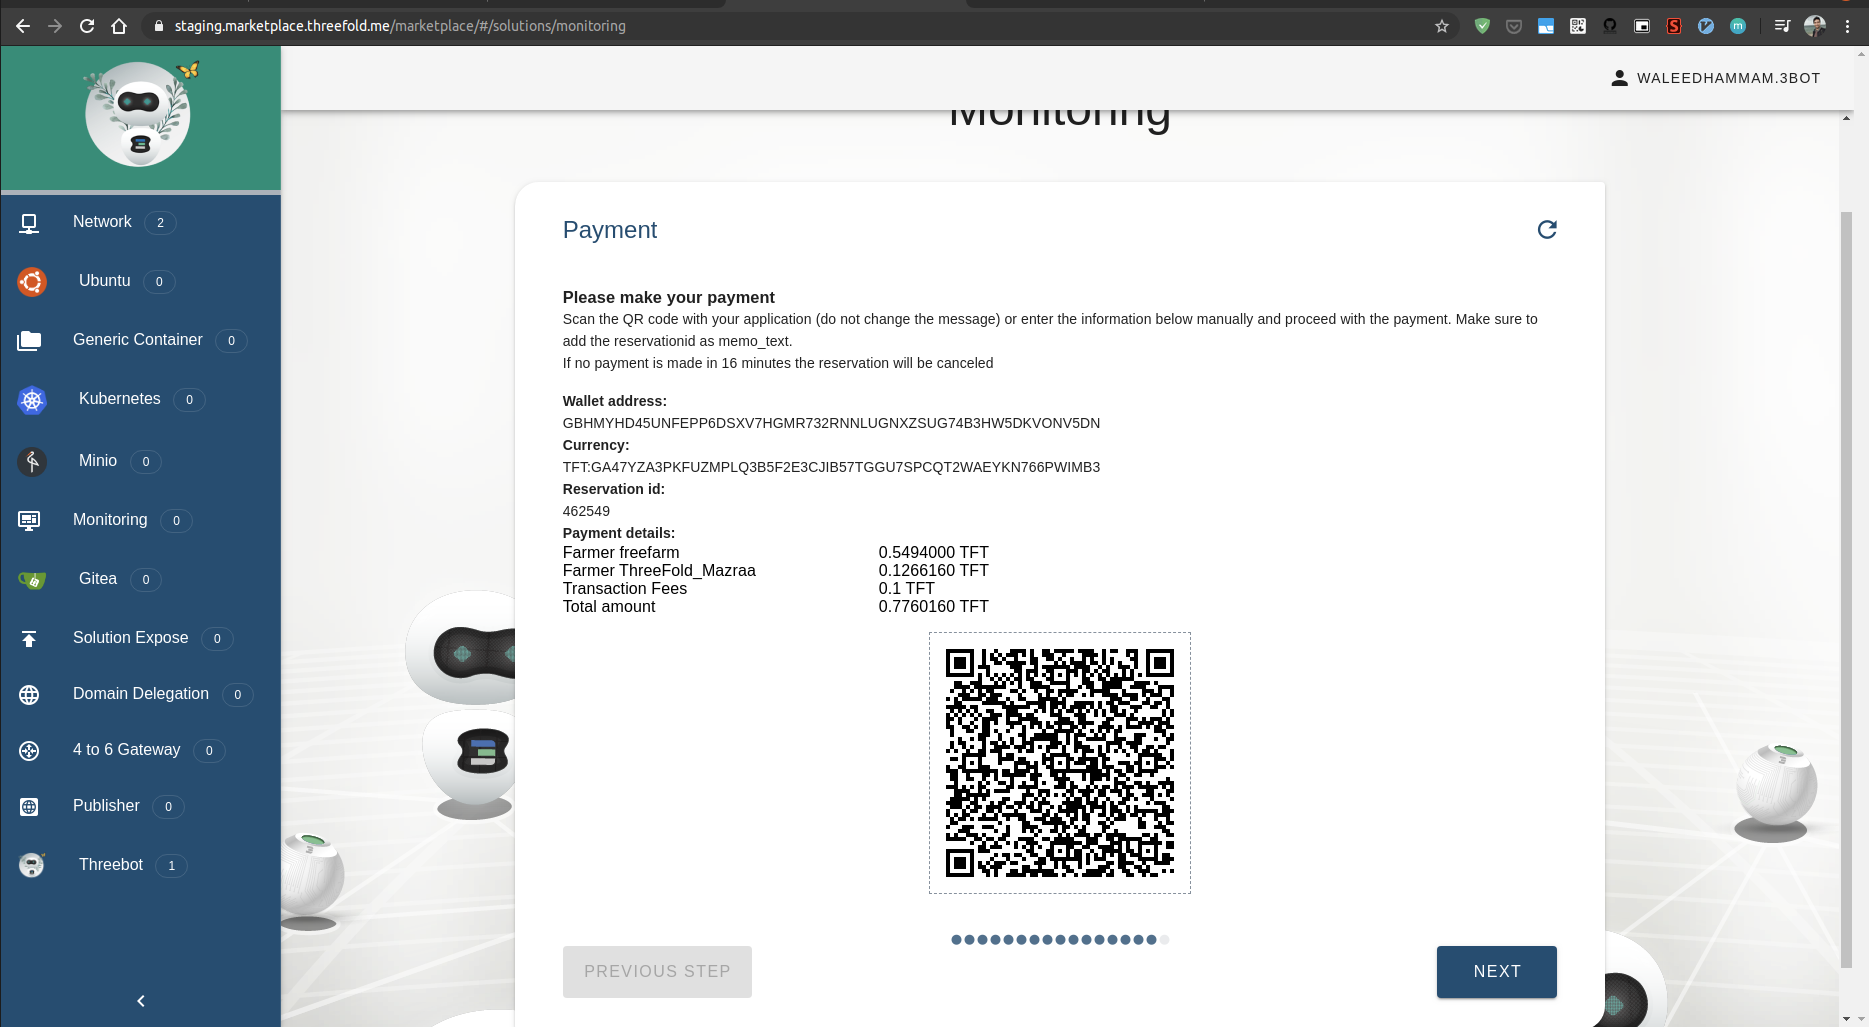 staging.marketplace.threefold.me/marketplace/#/solutions/monitoring
WALEEDHAMMAM.3BOT
Monitoring
Network 2
Ubuntu 0
Generic Container 0
Kubernetes 0
Minio 0
Monitoring 0
Gitea 0
Solution Expose 0
Domain Delegation 0
4 to 6 Gateway 0
Publisher 0
Threebot 1
Payment
Please make your payment
Scan the QR code with your application (do not change the message) or enter the information below manually and proceed with the payment. Make sure to
add the reservationid as memo_text.
If no payment is made in 16 minutes the reservation will be canceled
Wallet address:
GBHMYHD45UNFEPP6DSXV7HGMR732RNNLUGNXZSUG74B3HW5DKVONV5DN
Currency:
TFT:GA47YZA3PKFUZMPLQ3B5F2E3CJIB57TGGU7SPCQT2WAEYKN766PWIMB3
Reservation id:
462549
Payment details:
Farmer freefarm 0.5494000 TFT
Farmer ThreeFold_Mazraa 0.1266160 TFT
Transaction Fees 0.1 TFT
Total amount 0.7760160 TFT
PREVIOUS STEP
NEXT